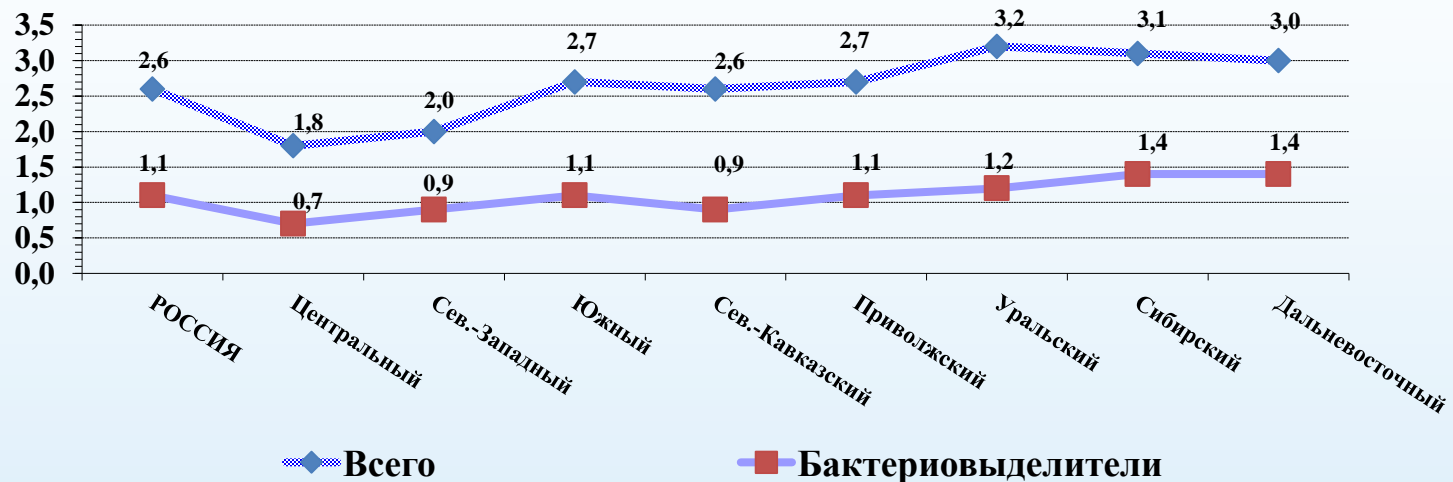 3,5
3,0
2,5
2,0
1,5
1,0
0,5
0,0
2,6
1,8
2,0
2,7
2,6
2,7
3,2
3,1
3,0
1,1
0,7
0,9
1,1
0,9
1,1
1,2
1,4
1,4
РОССИЯ
Центральный
Сев.-Западный
Южный
Сев.-Кавказский
Приволжский
Уральский
Сибирский
Дальневосточный
Всего
Бактериовыделители